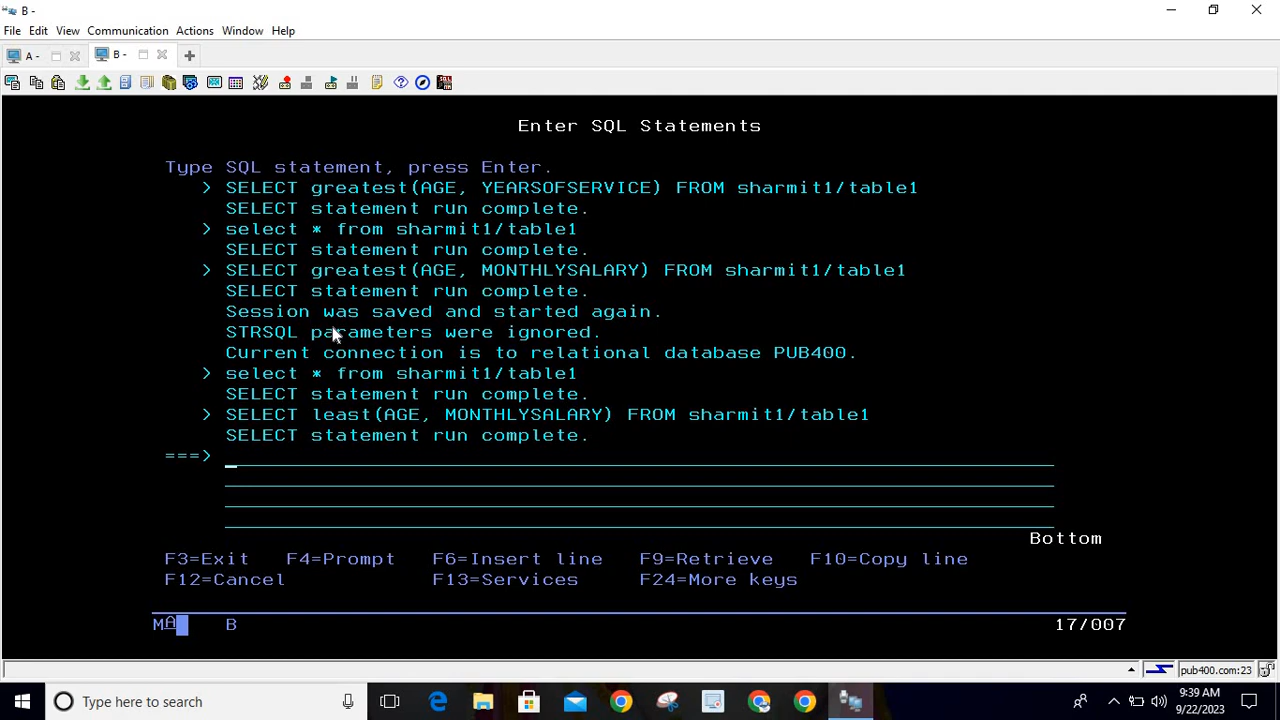 B -
File Edit View Communication Actions Window Help
A - B -
Enter SQL Statements
Type SQL statement, press Enter.
> SELECT greatest(AGE, YEARSOFSERVICE) FROM sharmit1/table1
SELECT statement run complete.
> select * from sharmit1/table1
SELECT statement run complete.
> SELECT greatest(AGE, MONTHLYSALARY) FROM sharmit1/table1
SELECT statement run complete.
Session was saved and started again.
STRSQL parameters were ignored.
Current connection is to relational database PUB400.
> select * from sharmit1/table1
SELECT statement run complete.
> SELECT least(AGE, MONTHLYSALARY) FROM sharmit1/table1
SELECT statement run complete.
===>
Bottom
F3=Exit F4=Prompt F6=Insert line F9=Retrieve F10=Copy line
F12=Cancel F13=Services F24=More keys
MA B 17/007
pub400.com:23
Type here to search
9:39 AM
9/22/2023